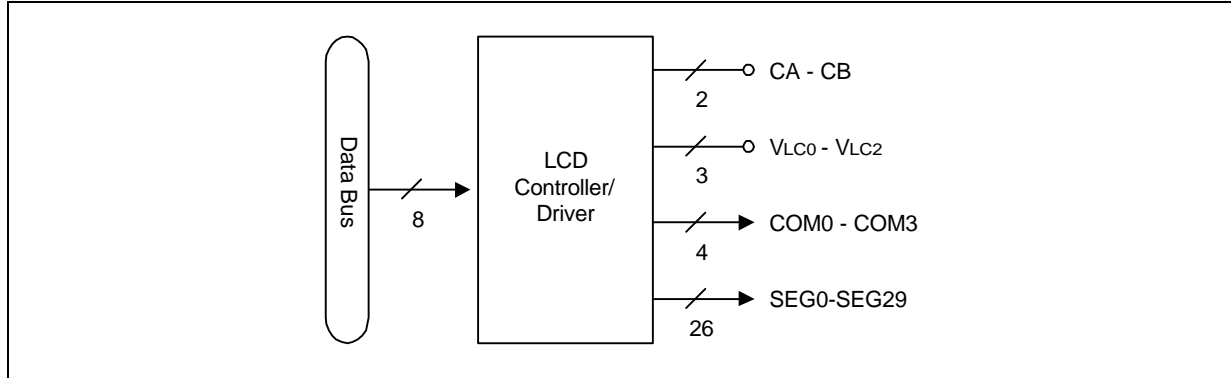 Data Bus
8
LCD
Controller/
Driver
CA - CB
2
VLC0 - VLC2
3
COM0 - COM3
4
SEG0-SEG29
26